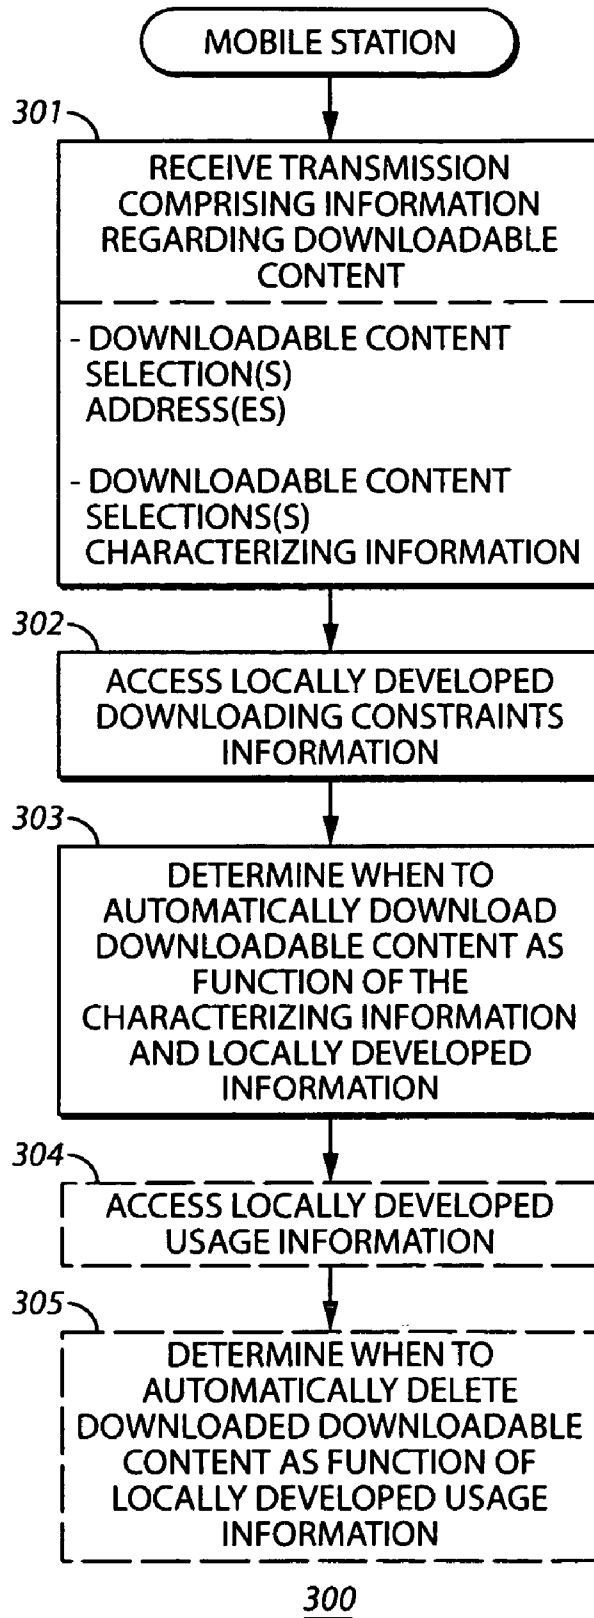 MOBILE STATION
301
RECEIVE TRANSMISSION
COMPRISING INFORMATION
REGARDING DOWNLOADABLE
CONTENT
- DOWNLOADABLE CONTENT
SELECTION(S)
ADDRESS(ES)
- DOWNLOADABLE CONTENT
SELECTIONS(S)
CHARACTERIZING INFORMATION
302
ACCESS LOCALLY DEVELOPED
DOWNLOADING CONSTRAINTS
INFORMATION
303
DETERMINE WHEN TO
AUTOMATICALLY DOWNLOAD
DOWNLOADABLE CONTENT AS
FUNCTION OF THE
CHARACTERIZING INFORMATION
AND LOCALLY DEVELOPED
INFORMATION
304
ACCESS LOCALLY DEVELOPED
USAGE INFORMATION
305
DETERMINE WHEN TO
AUTOMATICALLY DELETE
DOWNLOADED DOWNLOADABLE
CONTENT AS FUNCTION OF
LOCALLY DEVELOPED USAGE
INFORMATION
300